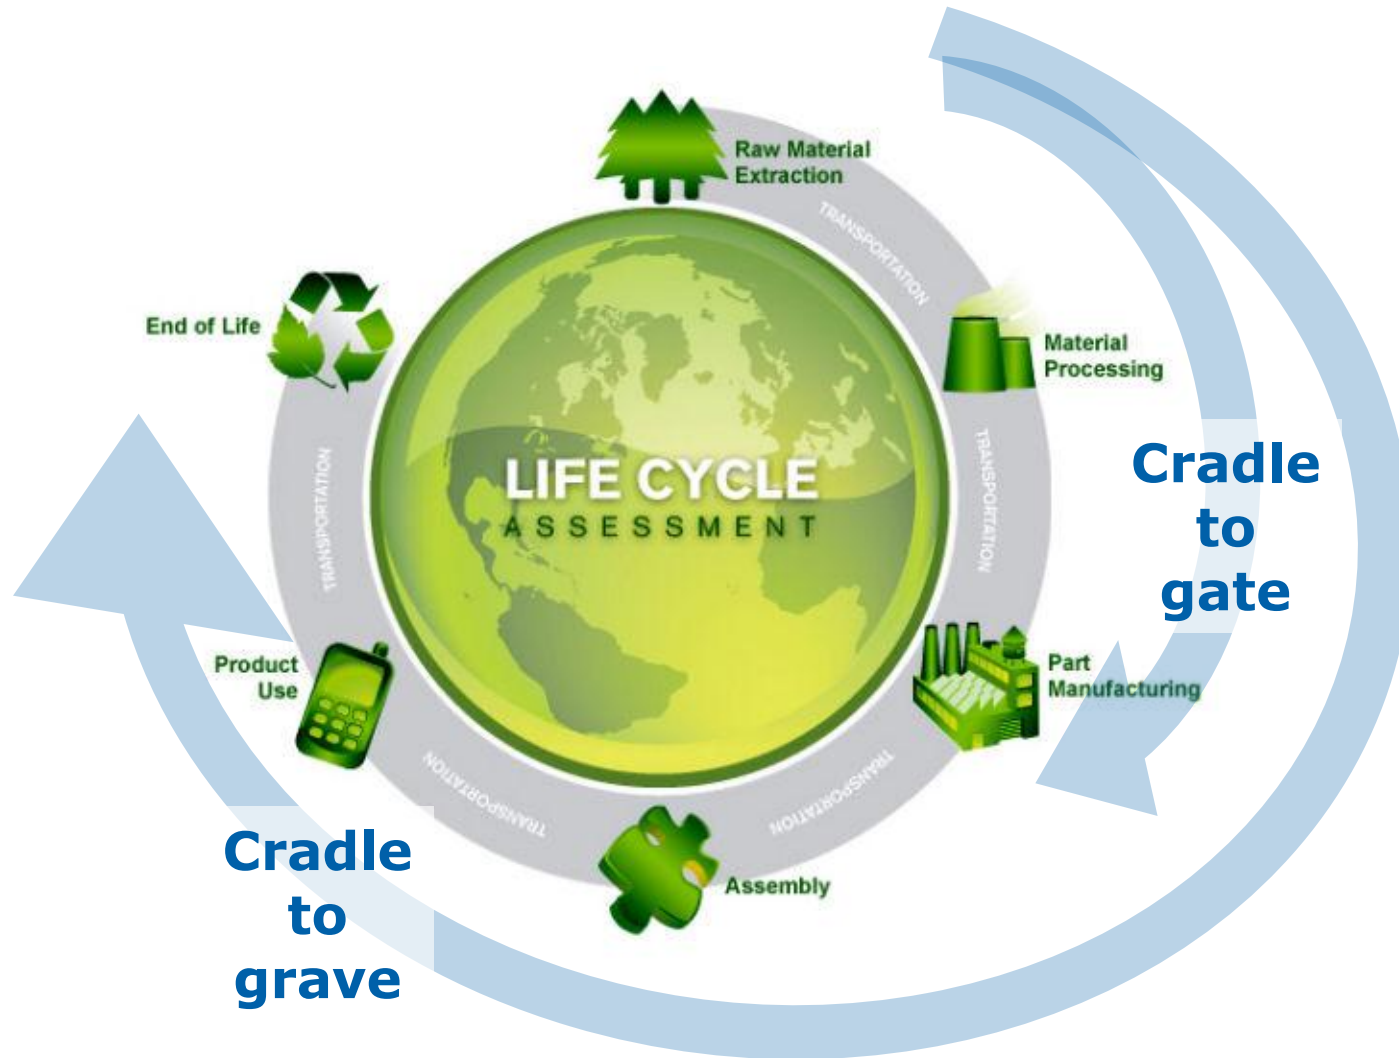 Raw Material
Extraction
TRANSPORTATION
Material
Processing
TRANSPORTATION
Cradle
to
gate
Part
Manufacturing
TRANSPORTATION
Assembly
TRANSPORTATION
Cradle
to
grave
Product
Use
TRANSPORTATION
End of Life
LIFE CYCLE
ASSESSMENT